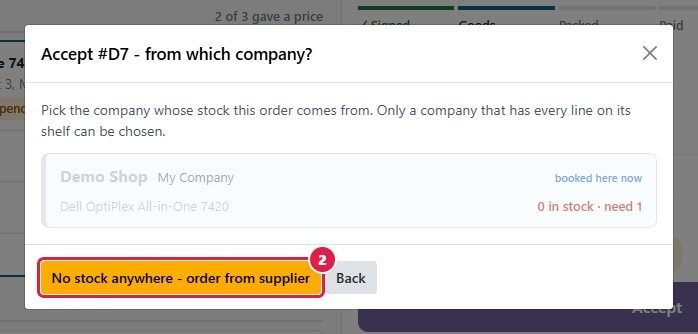 2 of 3 gave a price
Signed
Goods
Packed
Paid
Accept #D7 - from which company?
Pick the company whose stock this order comes from. Only a company that has every line on its
shelf can be chosen.
Demo Shop My Company
booked here now
Dell OptiPlex All-in-One 7420
0 in stock · need 1
2
No stock anywhere - order from supplier
Back
Accept